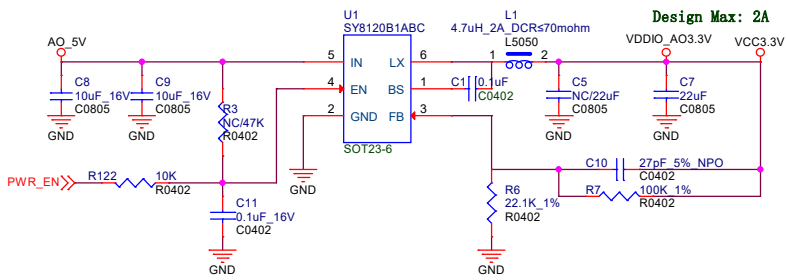 Design Max: 2A
U1
SY8120B1ABC
L1
4.7uH_2A_DCR≤70mohm
L5050
AO_5V
VDDIO_AO3.3V
VCC3.3V
5
IN
LX
6
1
2
4
EN
BS
1
C1
0.1uF
C0402
2
GND
FB
3
SOT23-6
C8
10uF_16V
C0805
GND
C9
10uF_16V
C0805
GND
R3
NC/47K
R0402
C5
NC/22uF
C0805
GND
C7
22uF
C0805
GND
PWR_EN
R122
10K
R0402
GND
C11
0.1uF_16V
C0402
GND
R6
22.1K_1%
R0402
GND
C10
27pF_5%_NPO
C0402
R7
100K_1%
R0402